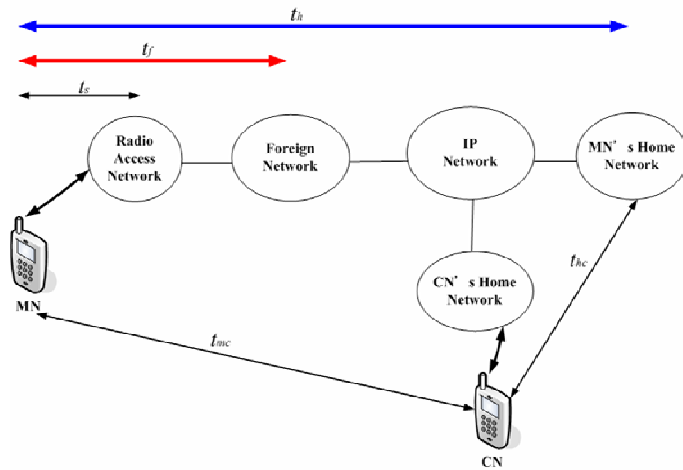 th
tf
ts
Radio
Access
Network
Foreign
Network
IP
Network
MN’s Home
Network
CN’s Home
Network
thc
MN
tmc
CN